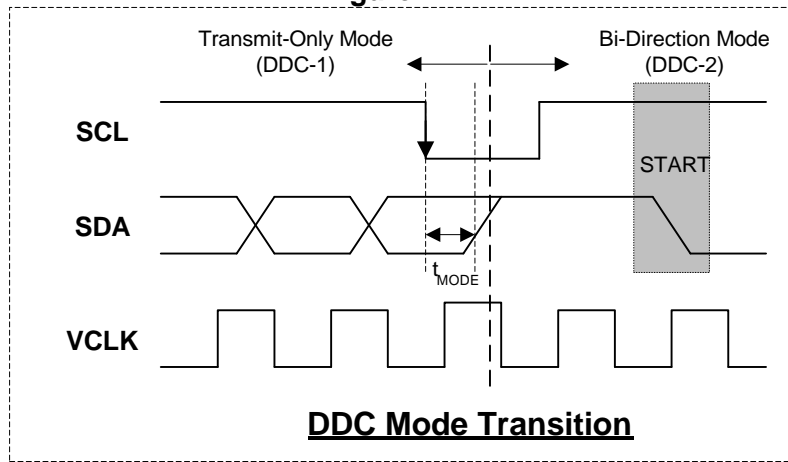 Transmit-Only Mode
(DDC-1)
Bi-Direction Mode
(DDC-2)
SCL
START
SDA
tMODE
VCLK
DDC Mode Transition